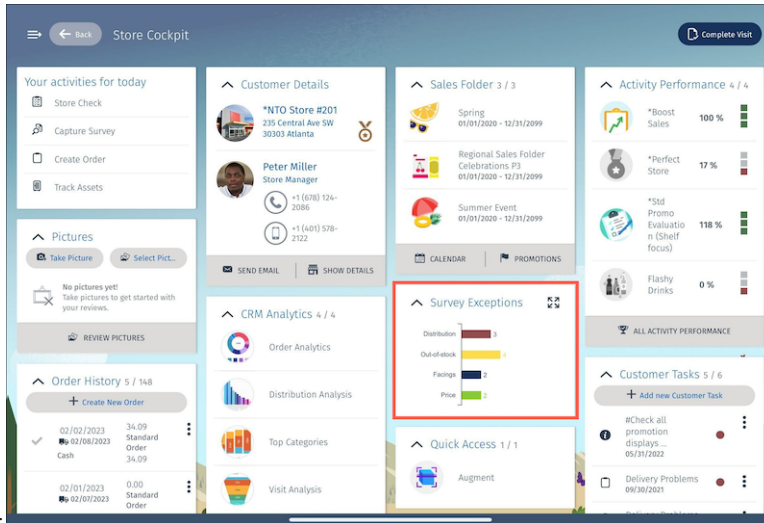 Back
Store Cockpit
Complete Visit
Your activities for today
Store Check
Capture Survey
Create Order
Track Assets
Pictures
Take Picture
Select Pict...
No pictures yet!
Take pictures to get started with
your reviews.
REVIEW PICTURES
Order History 5 / 148
+ Create New Order
02/02/2023
02/08/2023
Cash
34.09
Standard
Order
34.09
02/01/2023
02/07/2023
0.00
Standard
Order
Customer Details
*NTO Store #201
235 Central Ave SW
30303 Atlanta
Peter Miller
Store Manager
+1 (678) 124-
2086
+1 (401) 578-
2122
SEND EMAIL
SHOW DETAILS
CRM Analytics 4 / 4
Order Analytics
Distribution Analysis
Top Categories
Visit Analysis
Sales Folder 3 / 3
Spring
01/01/2020 - 12/31/2099
Regional Sales Folder
Celebrations P3
01/01/2020 - 12/31/2099
Summer Event
01/01/2020 - 12/31/2099
CALENDAR
PROMOTIONS
Survey Exceptions
Distribution 3
Out-of-stock 4
Facings 2
Price 2
Quick Access 1 / 1
Augment
Activity Performance 4 / 4
*Boost
Sales
100 %
*Perfect
Store
17 %
*Std
Promo
Evaluatio
n (Shelf
focus)
118 %
Flashy
Drinks
0 %
ALL ACTIVITY PERFORMANCE
Customer Tasks 5 / 6
+ Add new Customer Task
#Check all
promotion
displays ...
05/31/2022
Delivery Problems
09/30/2021
Delivery Problems